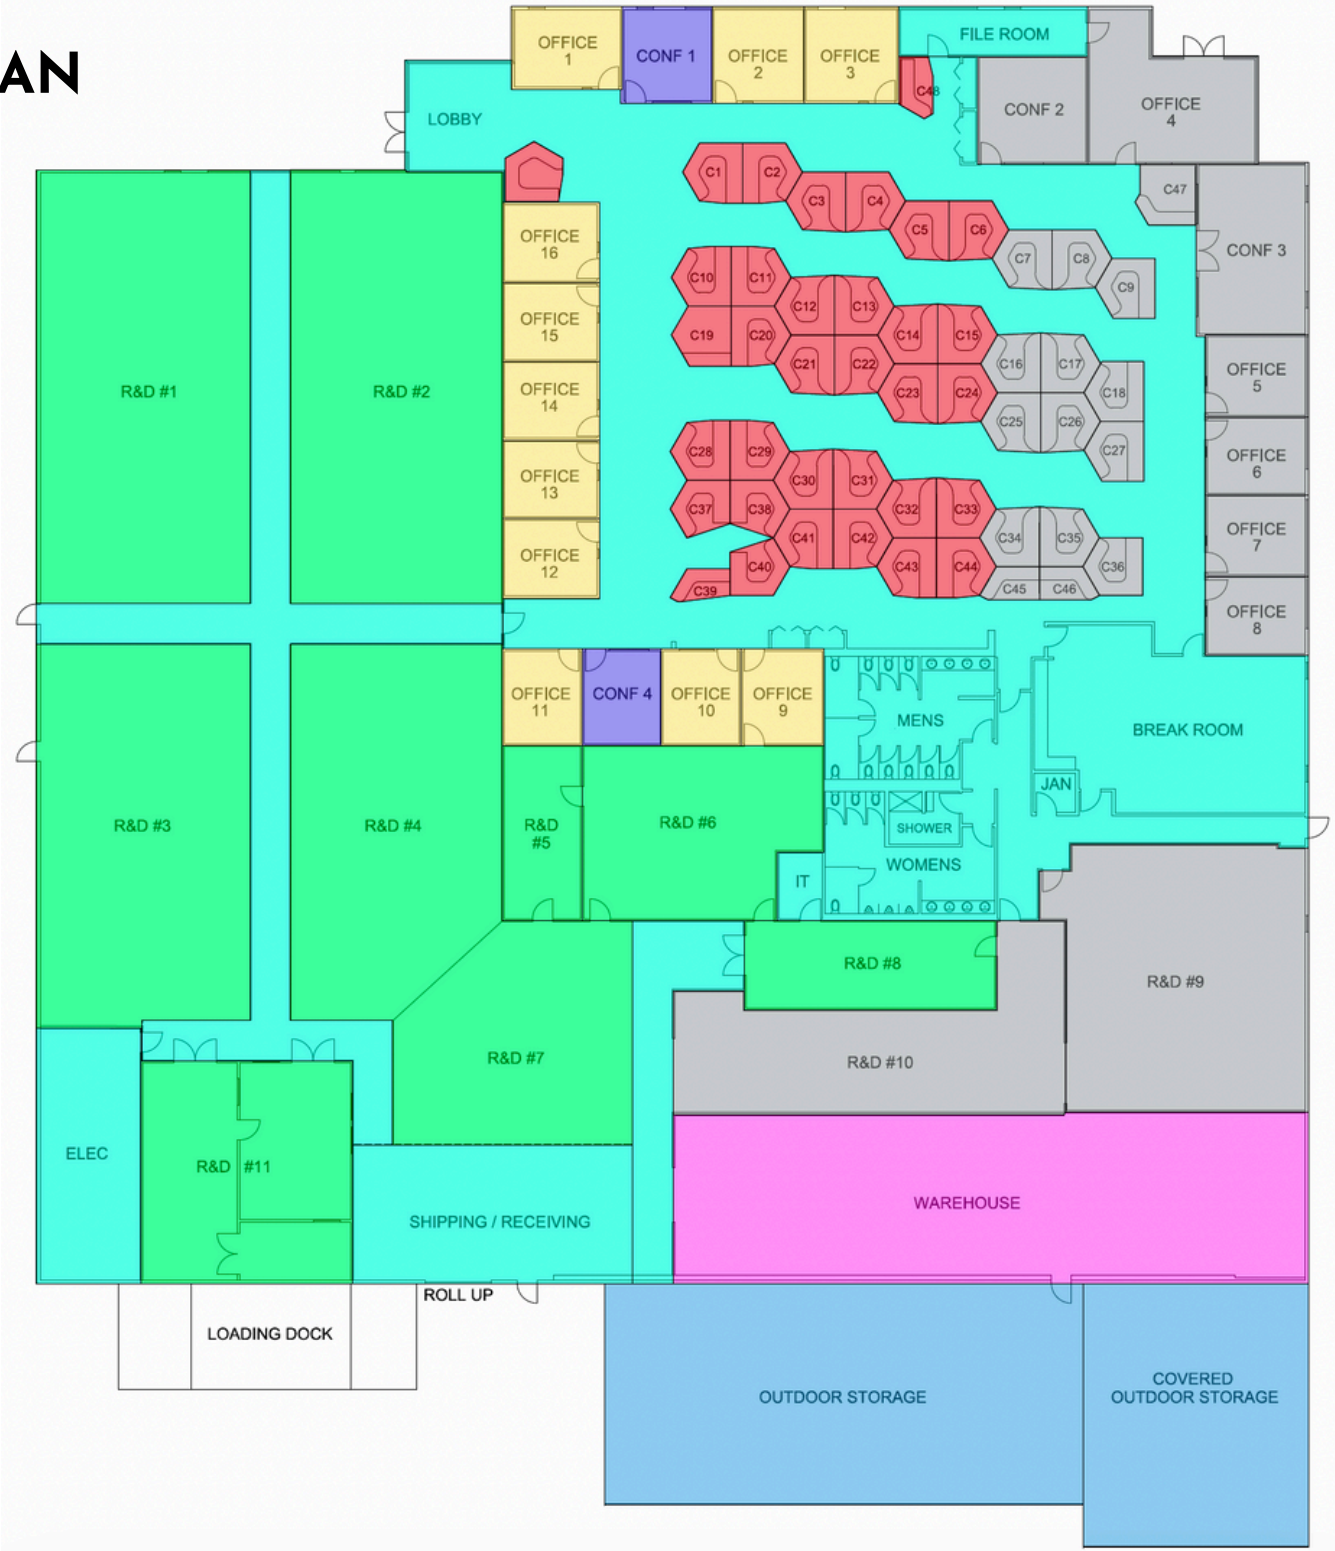 AN
OFFICE
1
CONF 1
OFFICE
2
OFFICE
3
FILE ROOM
C48
CONF 2
OFFICE
4
LOBBY
C1
C2
C3
C4
C5
C6
C7
C8
C9
C47
CONF 3
OFFICE
16
OFFICE
15
OFFICE
14
OFFICE
13
OFFICE
12
R&D #1
R&D #2
C10
C11
C12
C13
C14
C15
C16
C17
C18
C19
C20
C21
C22
C23
C24
C25
C26
C27
C28
C29
C30
C31
C32
C33
C34
C35
C36
C37
C38
C39
C40
C41
C42
C43
C44
C45
C46
OFFICE
5
OFFICE
6
OFFICE
7
OFFICE
8
OFFICE
11
CONF 4
OFFICE
10
OFFICE
9
MENS
BREAK ROOM
JAN
SHOWER
WOMENS
IT
R&D #3
R&D #4
R&D
#5
R&D #6
R&D #7
R&D #8
R&D #9
R&D #10
ELEC
R&D #11
SHIPPING / RECEIVING
WAREHOUSE
ROLL UP
LOADING DOCK
OUTDOOR STORAGE
COVERED
OUTDOOR STORAGE